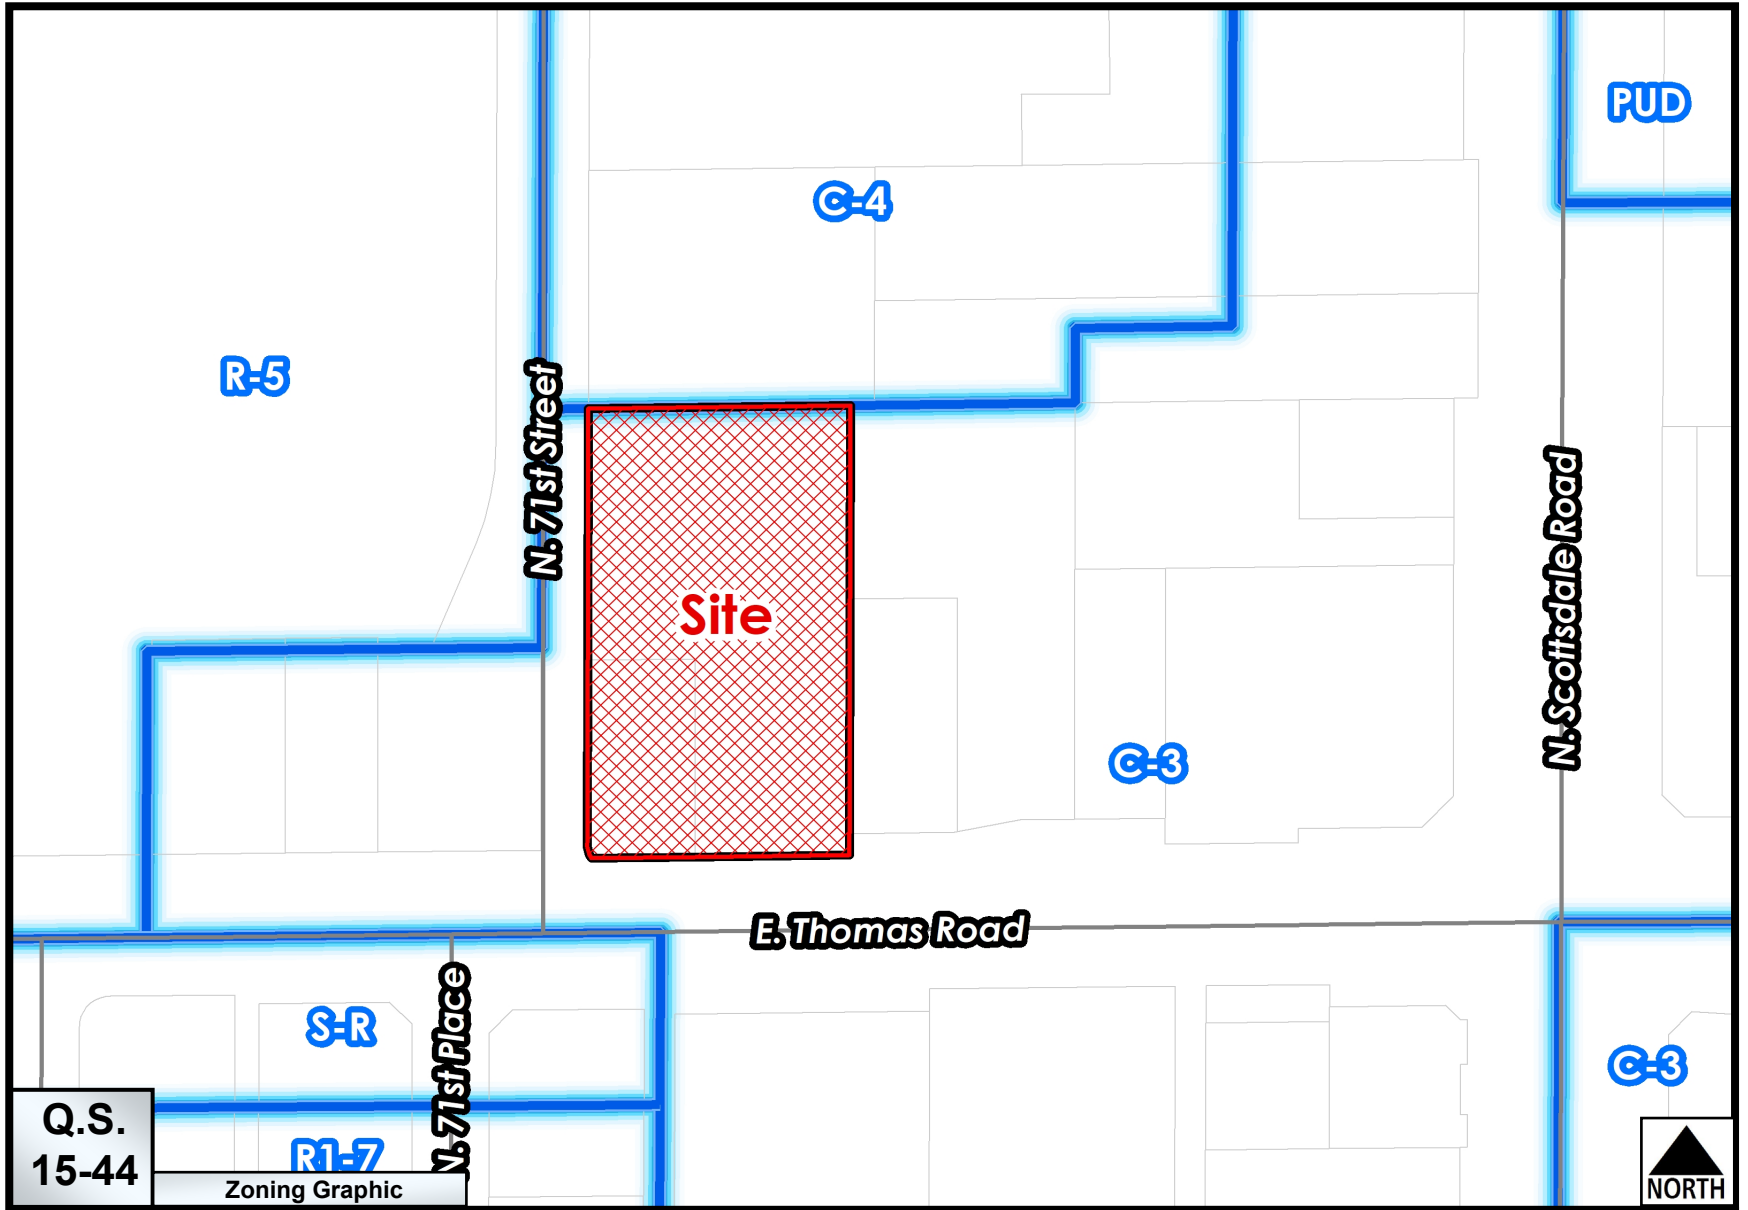 PUD
C-4
R-5
N. 71st Street
N. Scottsdale Road
Site
C-3
E. Thomas Road
N. 71st Place
S-R
C-3
R1-7
Q.S.
15-44
Zoning Graphic
NORTH